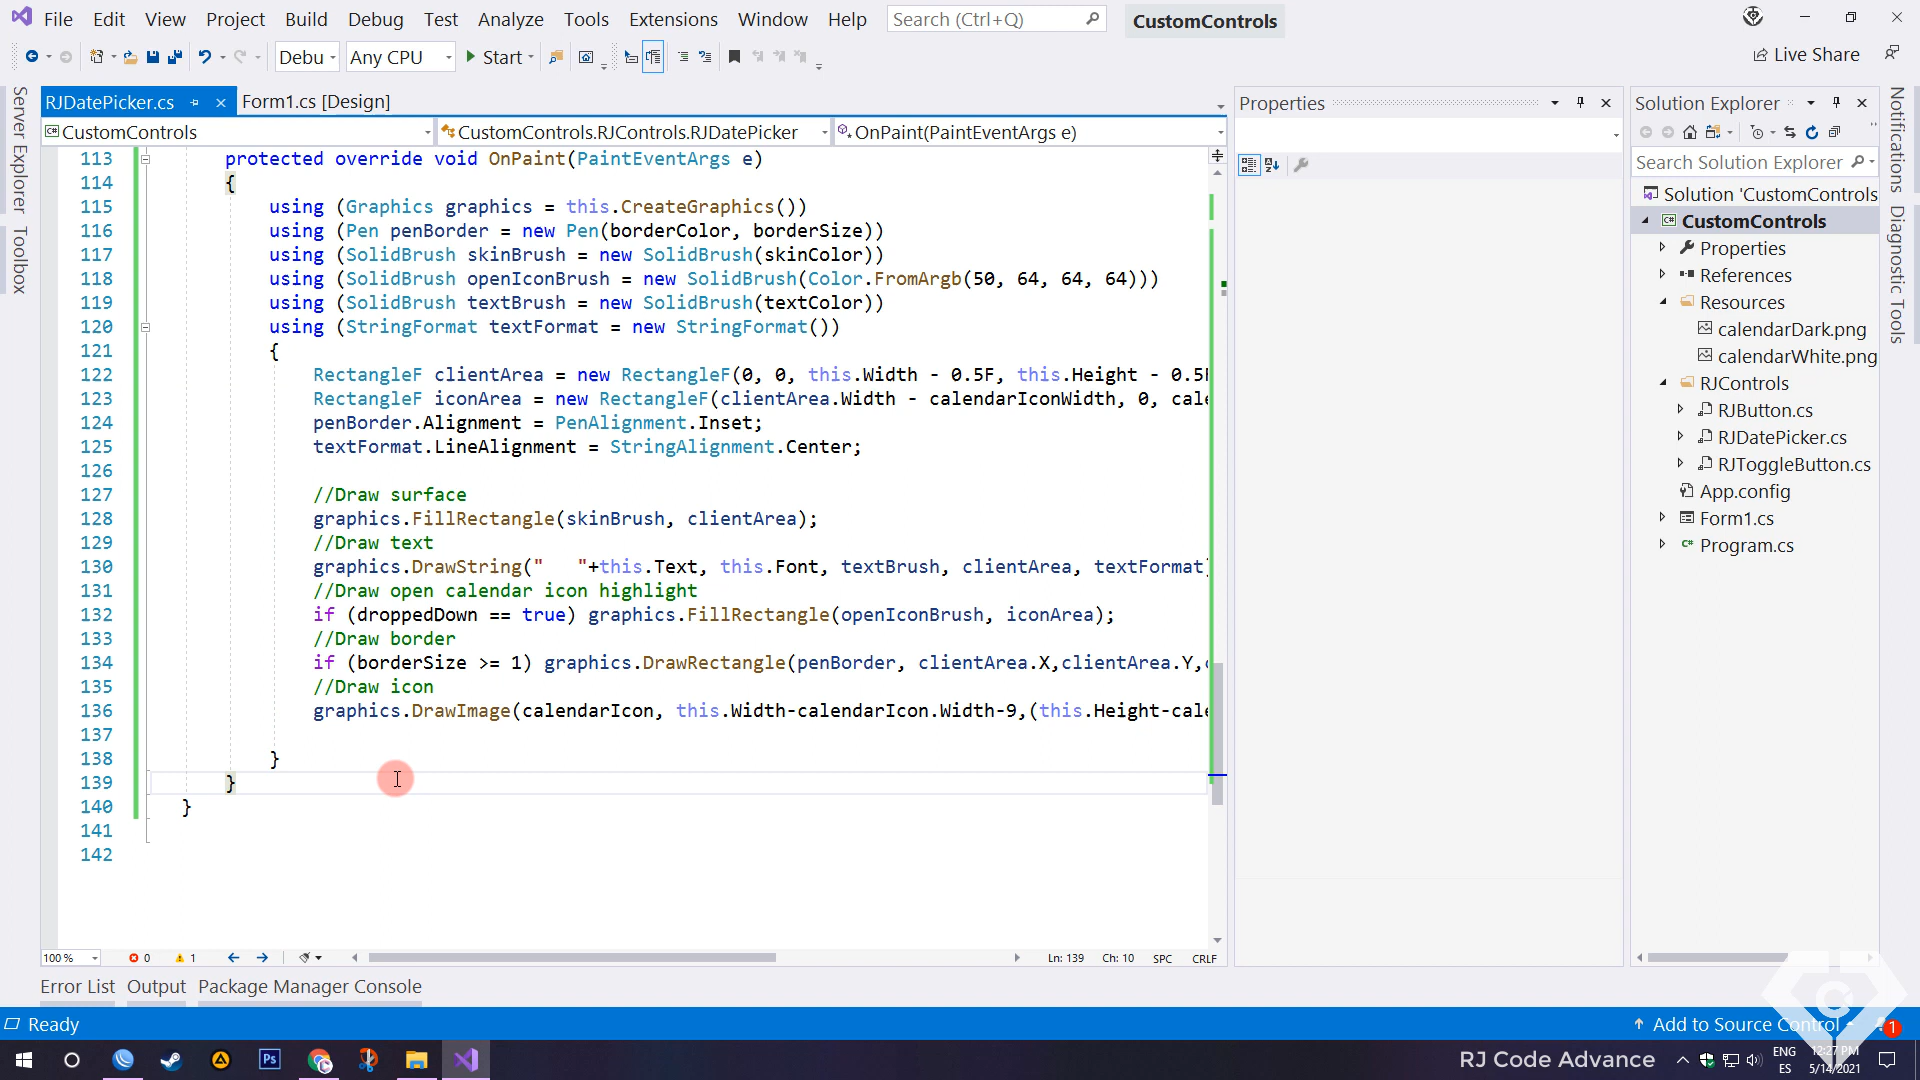 File Edit View Project Build Debug Test Analyze Tools Extensions Window Help Search (Ctrl+Q) CustomControls
Debu Any CPU Start Live Share
RJDatePicker.cs Form1.cs [Design] Properties Solution Explorer
CustomControls CustomControls.RJControls.RJDatePicker OnPaint(PaintEventArgs e)
Server Explorer
Toolbox
113 protected override void OnPaint(PaintEventArgs e)
114 {
115 using (Graphics graphics = this.CreateGraphics())
116 using (Pen penBorder = new Pen(borderColor, borderSize))
117 using (SolidBrush skinBrush = new SolidBrush(skinColor))
118 using (SolidBrush openIconBrush = new SolidBrush(Color.FromArgb(50, 64, 64, 64)))
119 using (SolidBrush textBrush = new SolidBrush(textColor))
120 using (StringFormat textFormat = new StringFormat())
121 {
122 RectangleF clientArea = new RectangleF(0, 0, this.Width - 0.5F, this.Height - 0.5F
123 RectangleF iconArea = new RectangleF(clientArea.Width - calendarIconWidth, 0, cale
124 penBorder.Alignment = PenAlignment.Inset;
125 textFormat.LineAlignment = StringAlignment.Center;
126
127 //Draw surface
128 graphics.FillRectangle(skinBrush, clientArea);
129 //Draw text
130 graphics.DrawString("   "+this.Text, this.Font, textBrush, clientArea, textFormat)
131 //Draw open calendar icon highlight
132 if (droppedDown == true) graphics.FillRectangle(openIconBrush, iconArea);
133 //Draw border
134 if (borderSize >= 1) graphics.DrawRectangle(penBorder, clientArea.X,clientArea.Y,c
135 //Draw icon
136 graphics.DrawImage(calendarIcon, this.Width-calendarIcon.Width-9,(this.Height-cale
137
138 }
139 }
140 }
141
142
Search Solution Explorer
Solution 'CustomControls
CustomControls
Properties
References
Resources
calendarDark.png
calendarWhite.png
RJControls
RJButton.cs
RJDatePicker.cs
RJToggleButton.cs
App.config
Form1.cs
Program.cs
Notifications
Diagnostic Tools
100 % 0 1 Ln: 139 Ch: 10 SPC CRLF
Error List Output Package Manager Console
Ready Add to Source Control 1
Ps RJ Code Advance ENG 12:27 PM
ES 5/14/2021